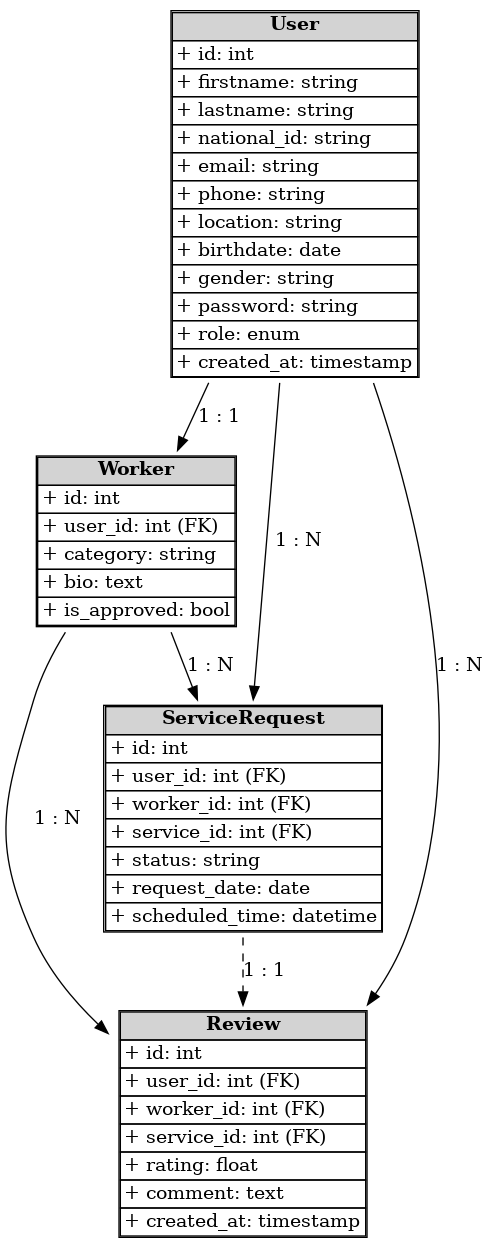 User
+ id: int
+ firstname: string
+ lastname: string
+ national_id: string
+ email: string
+ phone: string
+ location: string
+ birthdate: date
+ gender: string
+ password: string
+ role: enum
+ created_at: timestamp
1 : 1
Worker
+ id: int
+ user_id: int (FK)
+ category: string
+ bio: text
+ is_approved: bool
1 : N
1 : N
1 : N
ServiceRequest
+ id: int
+ user_id: int (FK)
+ worker_id: int (FK)
+ service_id: int (FK)
+ status: string
+ request_date: date
+ scheduled_time: datetime
1 : N
1 : 1
Review
+ id: int
+ user_id: int (FK)
+ worker_id: int (FK)
+ service_id: int (FK)
+ rating: float
+ comment: text
+ created_at: timestamp